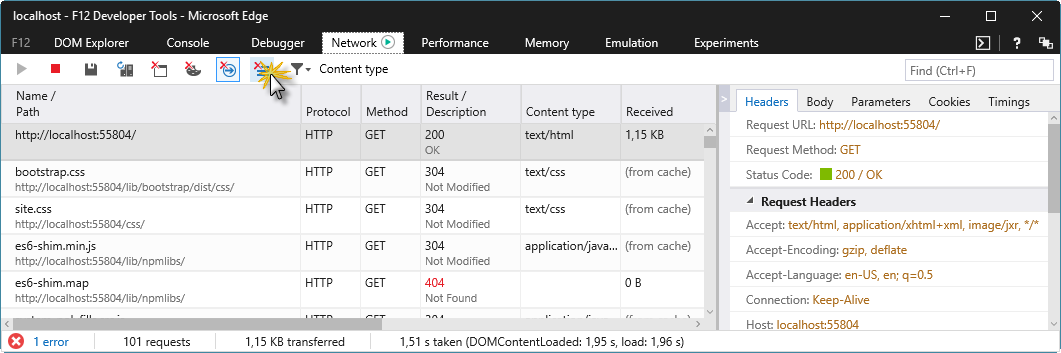 localhost - F12 Developer Tools - Microsoft Edge
F12 DOM Explorer Console Debugger Network Performance Memory Emulation Experiments ?
Content type Find (Ctrl+F)
Name / Path Protocol Method Result / Description Content type Received
http://localhost:55804/ HTTP GET 200 text/html 1,15 KB
OK
bootstrap.css HTTP GET 304 text/css (from cache)
http://localhost:55804/lib/bootstrap/dist/css/ Not Modified
site.css HTTP GET 304 text/css (from cache)
http://localhost:55804/css/ Not Modified
es6-shim.min.js HTTP GET 304 application/java... (from cache)
http://localhost:55804/lib/npmlibs/ Not Modified
es6-shim.map HTTP GET 404 0 B
http://localhost:55804/lib/npmlibs/ Not Found
Headers Body Parameters Cookies Timings
Request URL: http://localhost:55804/
Request Method: GET
Status Code: 200 / OK
Request Headers
Accept: text/html, application/xhtml+xml, image/jxr, */*
Accept-Encoding: gzip, deflate
Accept-Language: en-US, en; q=0.5
Connection: Keep-Alive
Host: localhost:55804
1 error 101 requests 1,15 KB transferred 1,51 s taken (DOMContentLoaded: 1,95 s, load: 1,96 s)